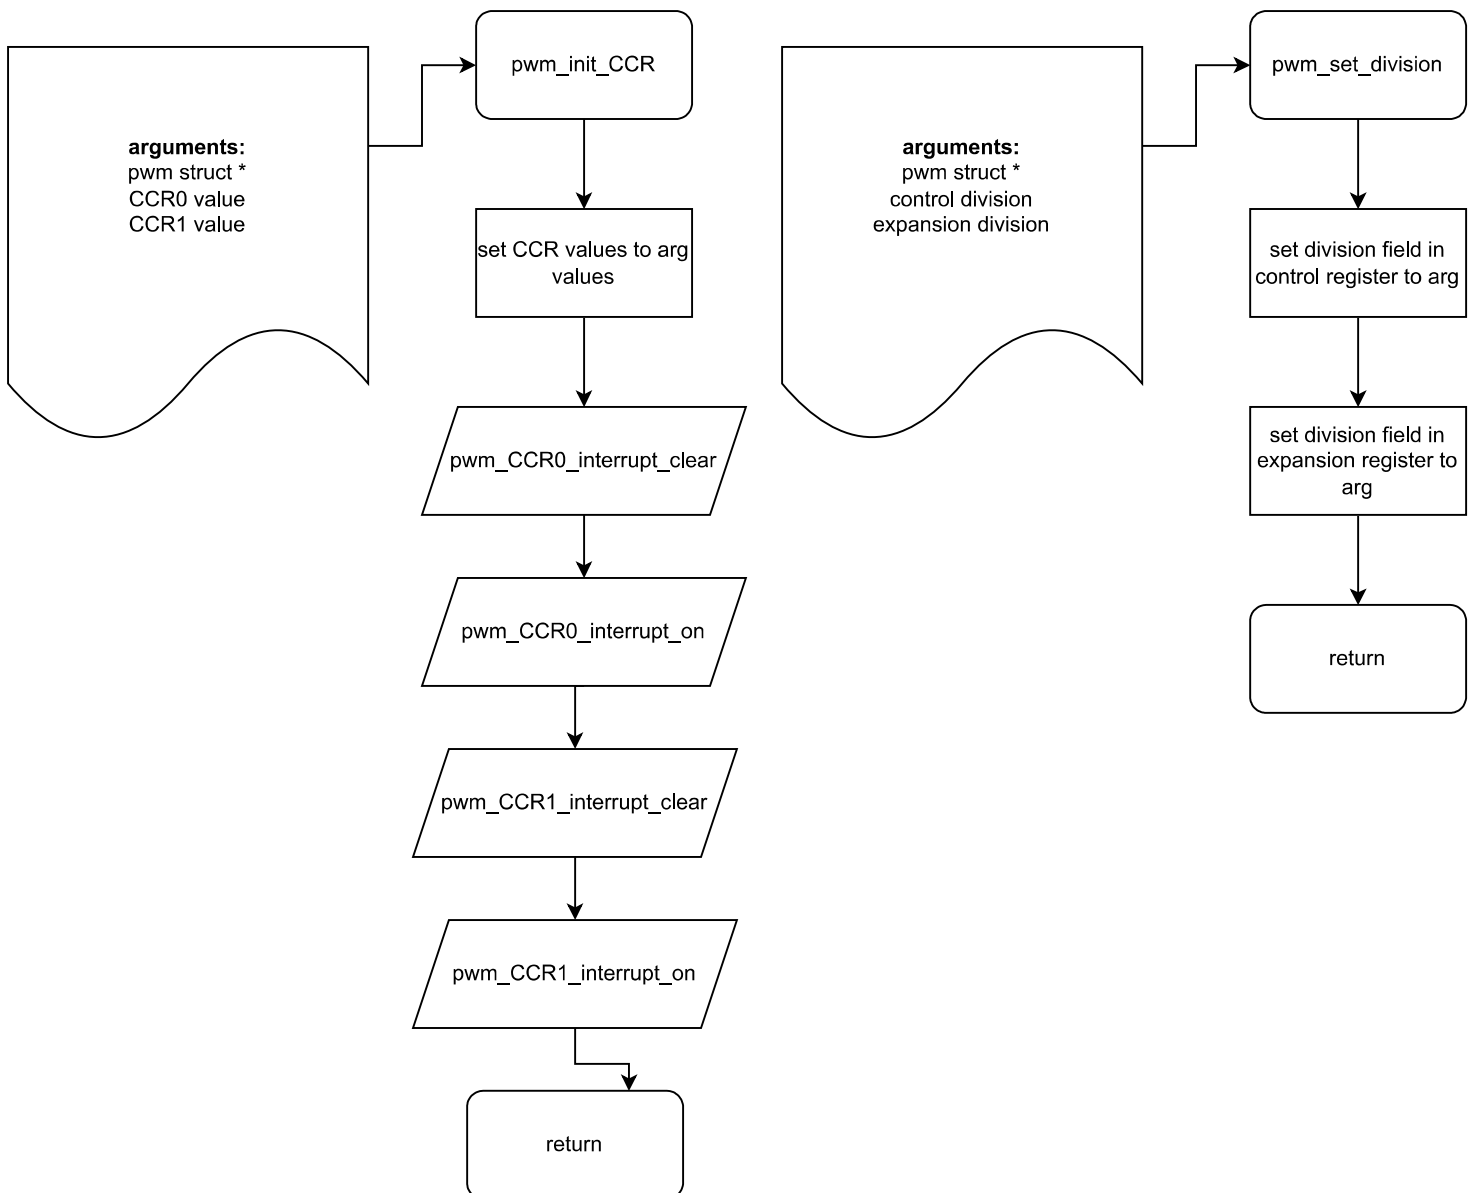 pwm_init_CCR
arguments:
pwm struct *
CCR0 value
CCR1 value
set CCR values to arg
values
pwm_CCR0_interrupt_clear
pwm_CCR0_interrupt_on
pwm_CCR1_interrupt_clear
pwm_CCR1_interrupt_on
return
pwm_set_division
arguments:
pwm struct *
control division
expansion division
set division field in
control register to arg
set division field in
expansion register to
arg
return